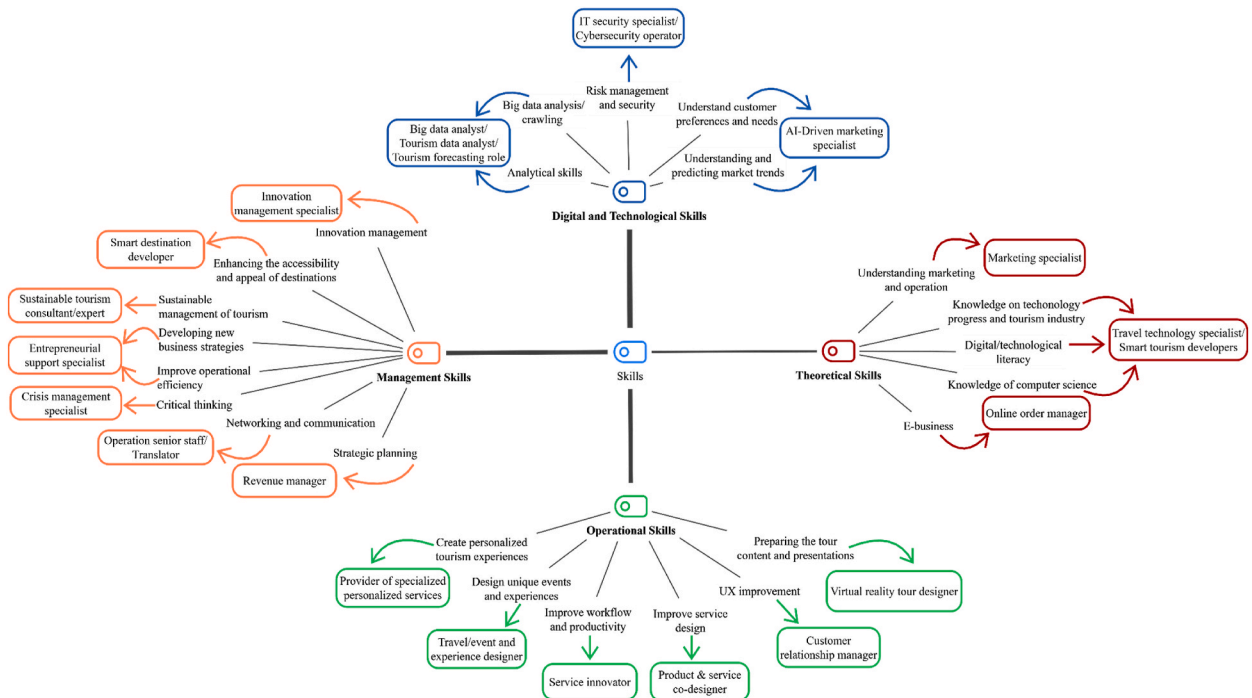 IT security specialist/
Cybersecurity operator
Risk management
and security
Big data analysis/
crawling
Understand customer
preferences and needs
Big data analyst/
Tourism data analyst/
Tourism forecasting role
AI-Driven marketing
specialist
Analytical skills
Understanding and
predicting market trends
Digital and Technological Skills
Innovation
management specialist
Innovation management
Smart destination
developer
Enhancing the accessibility
and appeal of destinations
Sustainable tourism
consultant/expert
Sustainable
management of tourism
Developing new
business strategies
Entrepreneurial
support specialist
Improve operational
efficiency
Crisis management
specialist
Critical thinking
Networking and communication
Operation senior staff/
Translator
Strategic planning
Revenue manager
Management Skills
Skills
Theoretical Skills
Marketing specialist
Understanding marketing
and operation
Knowledge on techonology
progress and tourism industry
Travel technology specialist/
Smart tourism developers
Digital/technological
literacy
Knowledge of computer science
Online order manager
E-business
Operational Skills
Create personalized
tourism experiences
Provider of specialized
personalized services
Design unique events
and experiences
Travel/event and
experience designer
Improve workflow
and productivity
Service innovator
Improve service
design
Product & service
co-designer
UX improvement
Customer
relationship manager
Preparing the tour
content and presentations
Virtual reality tour designer